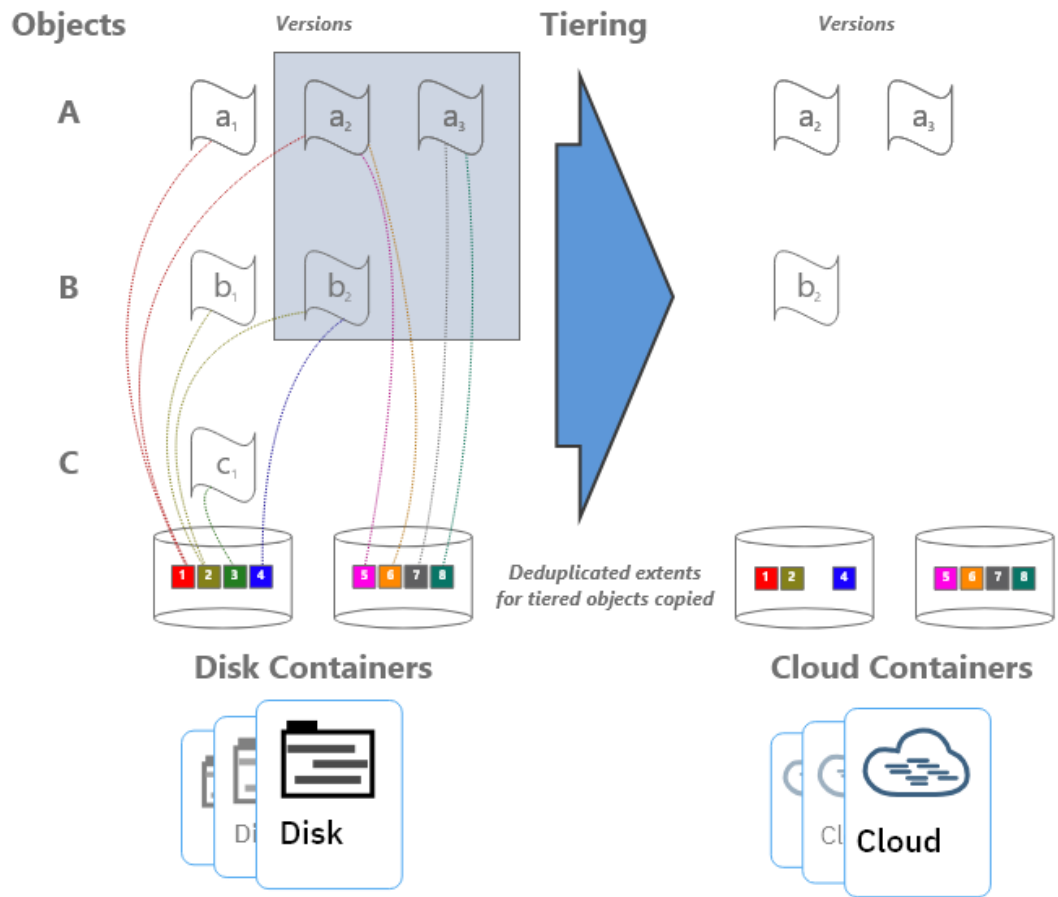 Objects
Versions
Tiering
Versions
A
a₁
a₂
a₃
a₂
a₃
B
b₁
b₂
b₂
C
c₁
1 2 3 4
5 6 7 8
Deduplicated extents
for tiered objects copied
1 2 4
5 6 7 8
Disk Containers
Cloud Containers
Di
Disk
Cl
Cloud